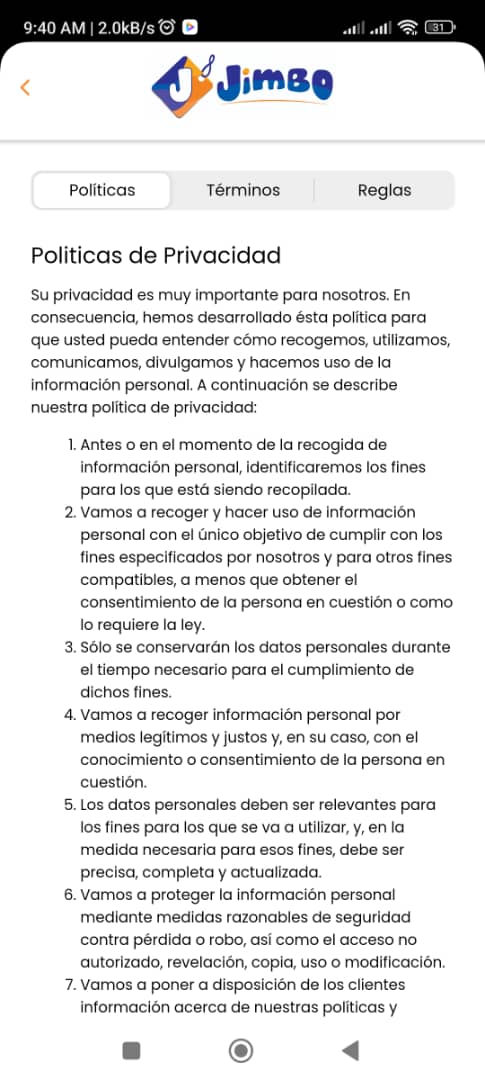 9:40 AM | 2.0kB/s
31
JimBO
Políticas
Términos
Reglas
Politicas de Privacidad
Su privacidad es muy importante para nosotros. En
consecuencia, hemos desarrollado ésta política para
que usted pueda entender cómo recogemos, utilizamos,
comunicamos, divulgamos y hacemos uso de la
información personal. A continuación se describe
nuestra política de privacidad:
1. Antes o en el momento de la recogida de
información personal, identificaremos los fines
para los que está siendo recopilada.
2. Vamos a recoger y hacer uso de información
personal con el único objetivo de cumplir con los
fines especificados por nosotros y para otros fines
compatibles, a menos que obtener el
consentimiento de la persona en cuestión o como
lo requiere la ley.
3. Sólo se conservarán los datos personales durante
el tiempo necesario para el cumplimiento de
dichos fines.
4. Vamos a recoger información personal por
medios legítimos y justos y, en su caso, con el
conocimiento o consentimiento de la persona en
cuestión.
5. Los datos personales deben ser relevantes para
los fines para los que se va a utilizar, y, en la
medida necesaria para esos fines, debe ser
precisa, completa y actualizada.
6. Vamos a proteger la información personal
mediante medidas razonables de seguridad
contra pérdida o robo, así como el acceso no
autorizado, revelación, copia, uso o modificación.
7. Vamos a poner a disposición de los clientes
información acerca de nuestras políticas y